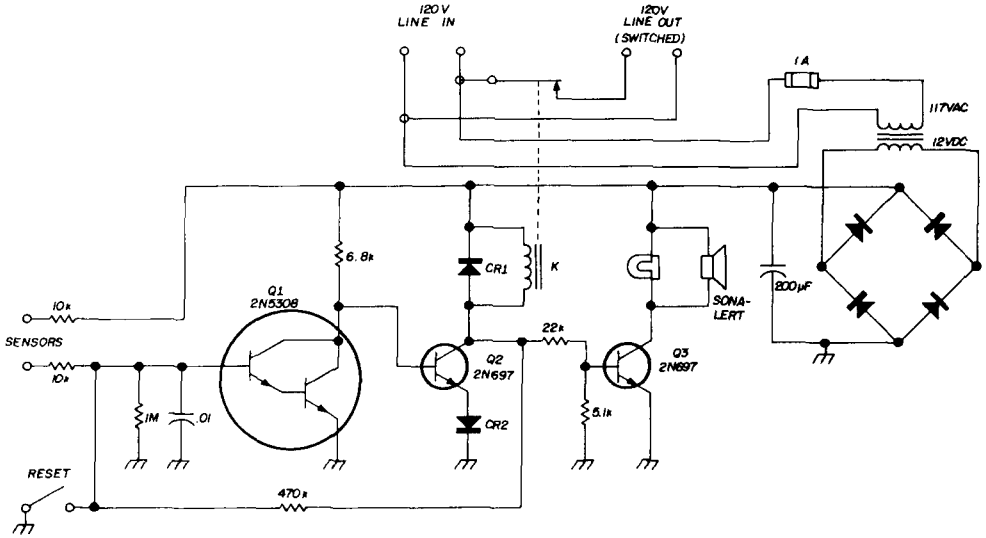 120V
LINE IN
120V
LINE OUT
(SWITCHED)
1A
117VAC
12VDC
6.8k
CR1
K
Q1
2N5308
10k
SENSORS
10k
1M
.01
Q2
2N697
CR2
22k
5.1k
Q3
2N697
SONA-
LERT
200µF
RESET
470k